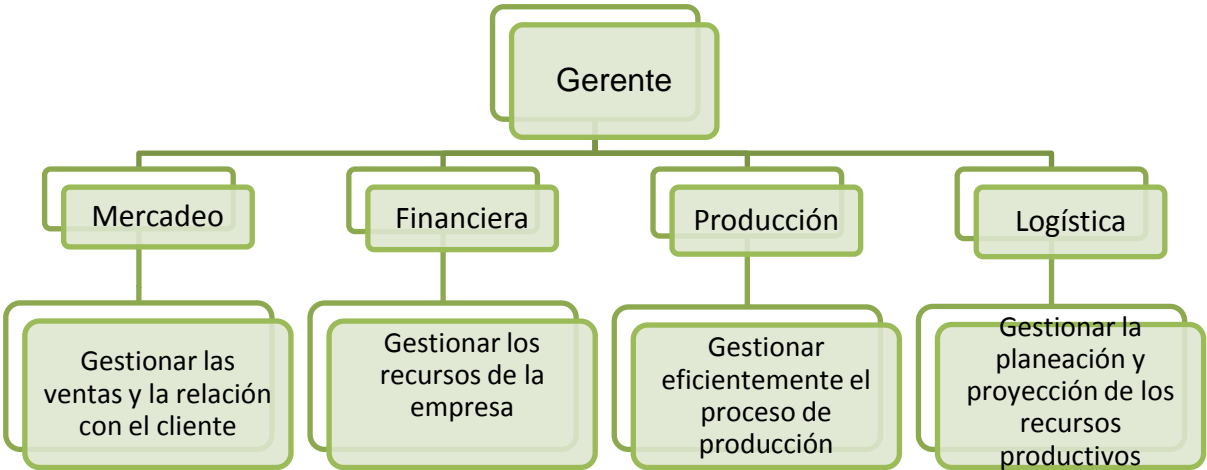 Gerente
Mercadeo
Financiera
Producción
Logística
Gestionar las
ventas y la relación
con el cliente
Gestionar los
recursos de la
empresa
Gestionar
eficientemente el
proceso de
producción
Gestionar la
planeación y
proyección de los
recursos
productivos